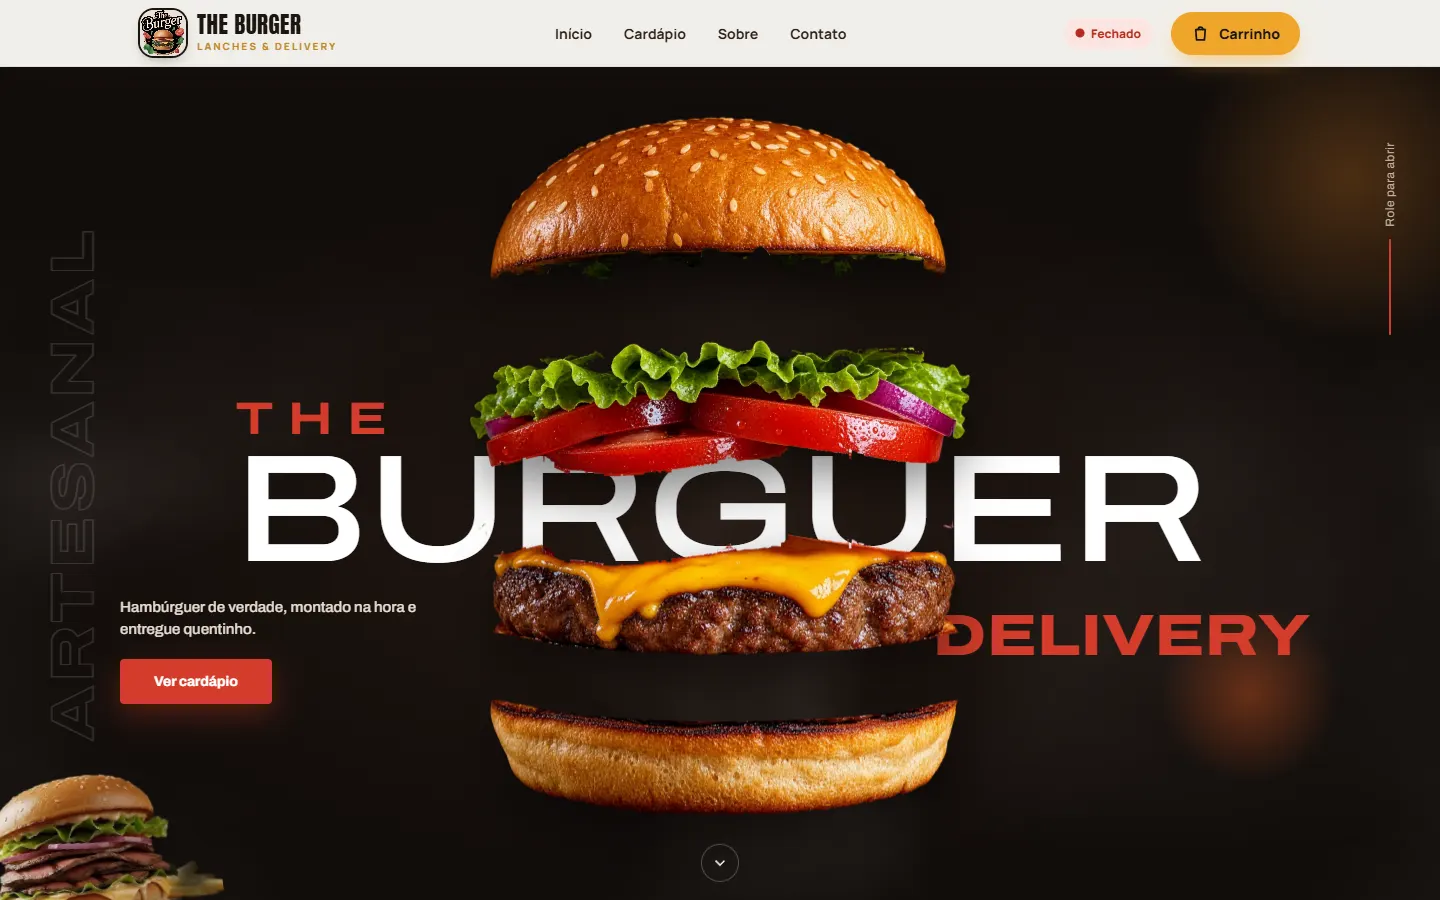 The Burger
THE BURGER
LANCHES & DELIVERY
Início
Cardápio
Sobre
Contato
Fechado
Carrinho
Role para abrir
ARTESANAL
THE
BURGUER
DELIVERY
Hambúrguer de verdade, montado na hora e
entregue quentinho.
Ver cardápio